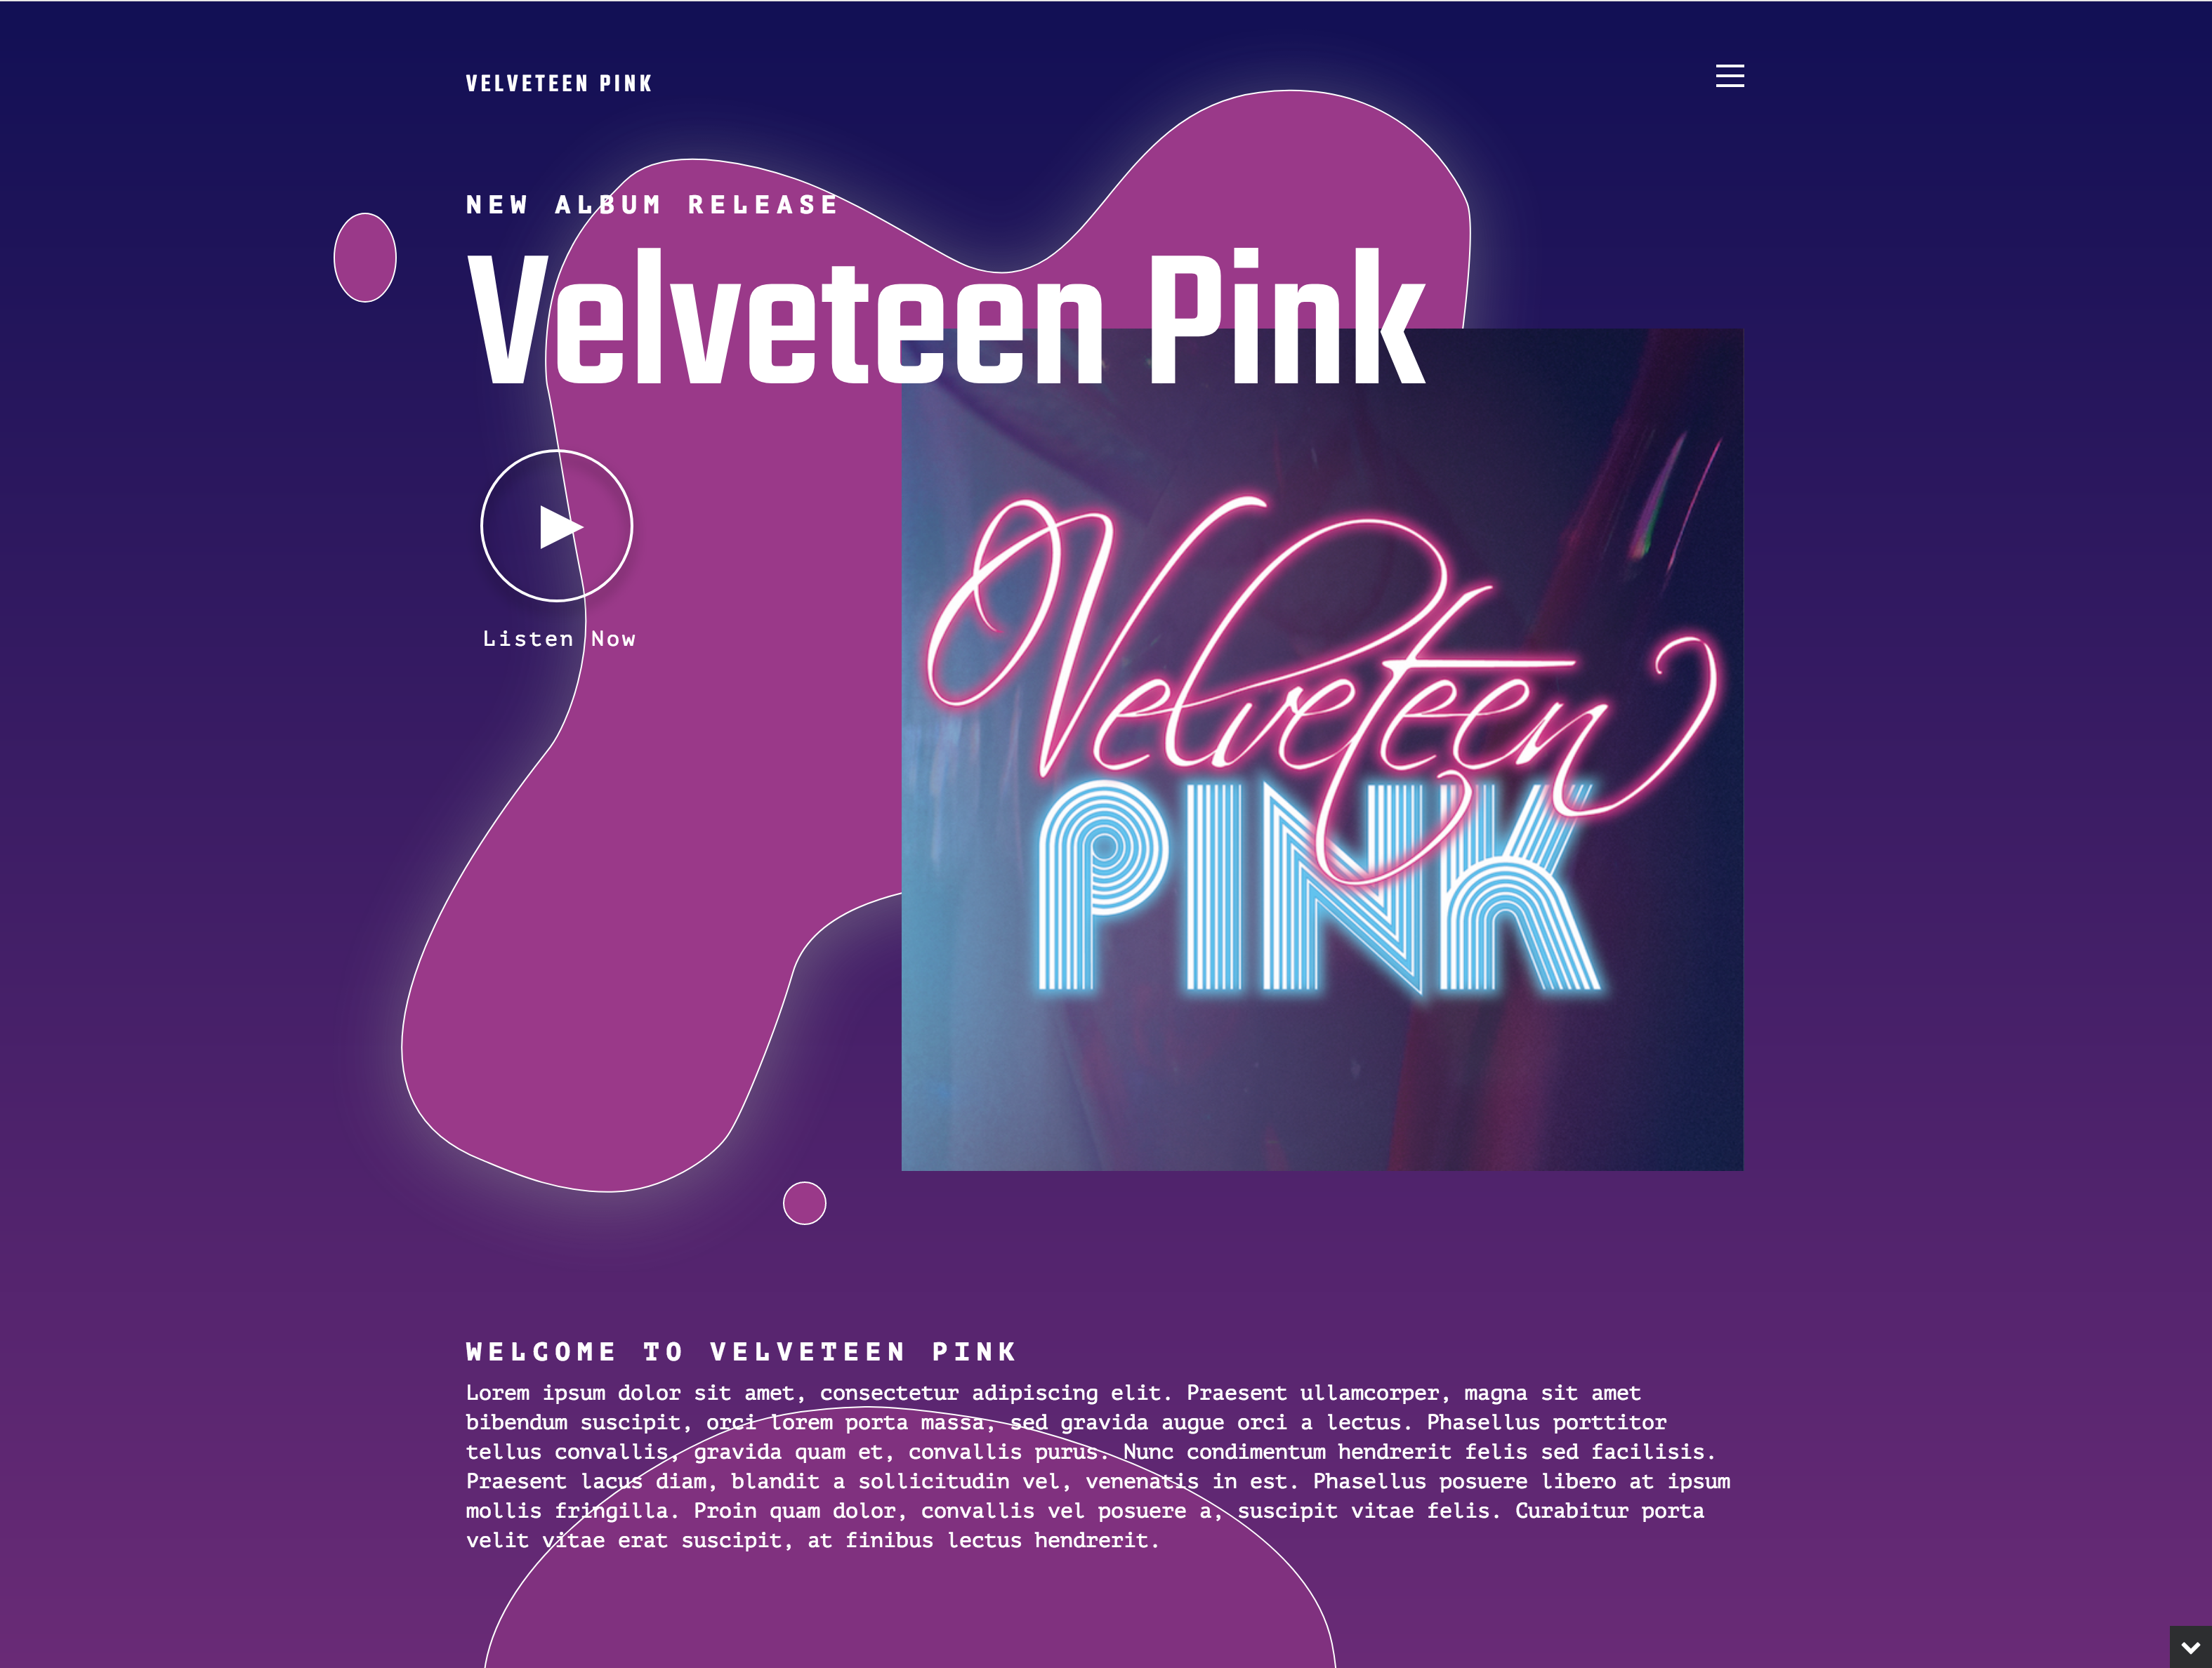 VELVETEEN PINK
NEW ALBUM RELEASE
Velveteen Pink
Listen Now
Velveteen
PINK
WELCOME TO VELVETEEN PINK
Lorem ipsum dolor sit amet, consectetur adipiscing elit. Praesent ullamcorper, magna sit amet
bibendum suscipit, orci lorem porta massa, sed gravida augue orci a lectus. Phasellus porttitor
tellus convallis, gravida quam et, convallis purus. Nunc condimentum hendrerit felis sed facilisis.
Praesent lacus diam, blandit a sollicitudin vel, venenatis in est. Phasellus posuere libero at ipsum
mollis fringilla. Proin quam dolor, convallis vel posuere a, suscipit vitae felis. Curabitur porta
velit vitae erat suscipit, at finibus lectus hendrerit.